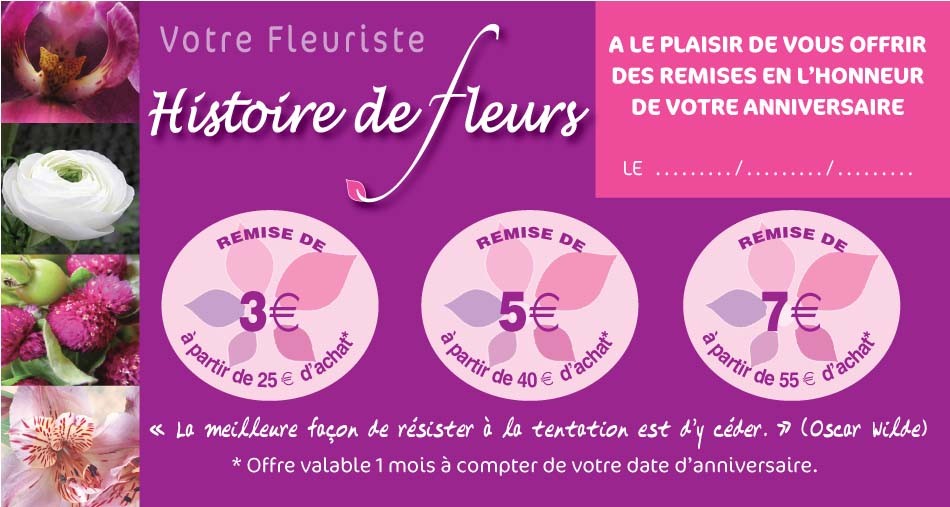 Votre Fleuriste
Histoire de fleurs
A LE PLAISIR DE VOUS OFFRIR
DES REMISES EN L'HONNEUR
DE VOTRE ANNIVERSAIRE
LE ........./........./.........
REMISE DE
3€
à partir de 25 € d'achat*
REMISE DE
5€
à partir de 40 € d'achat*
REMISE DE
7€
à partir de 55 € d'achat*
« La meilleure façon de résister à la tentation est d'y céder. » (Oscar Wilde)
* Offre valable 1 mois à compter de votre date d'anniversaire.